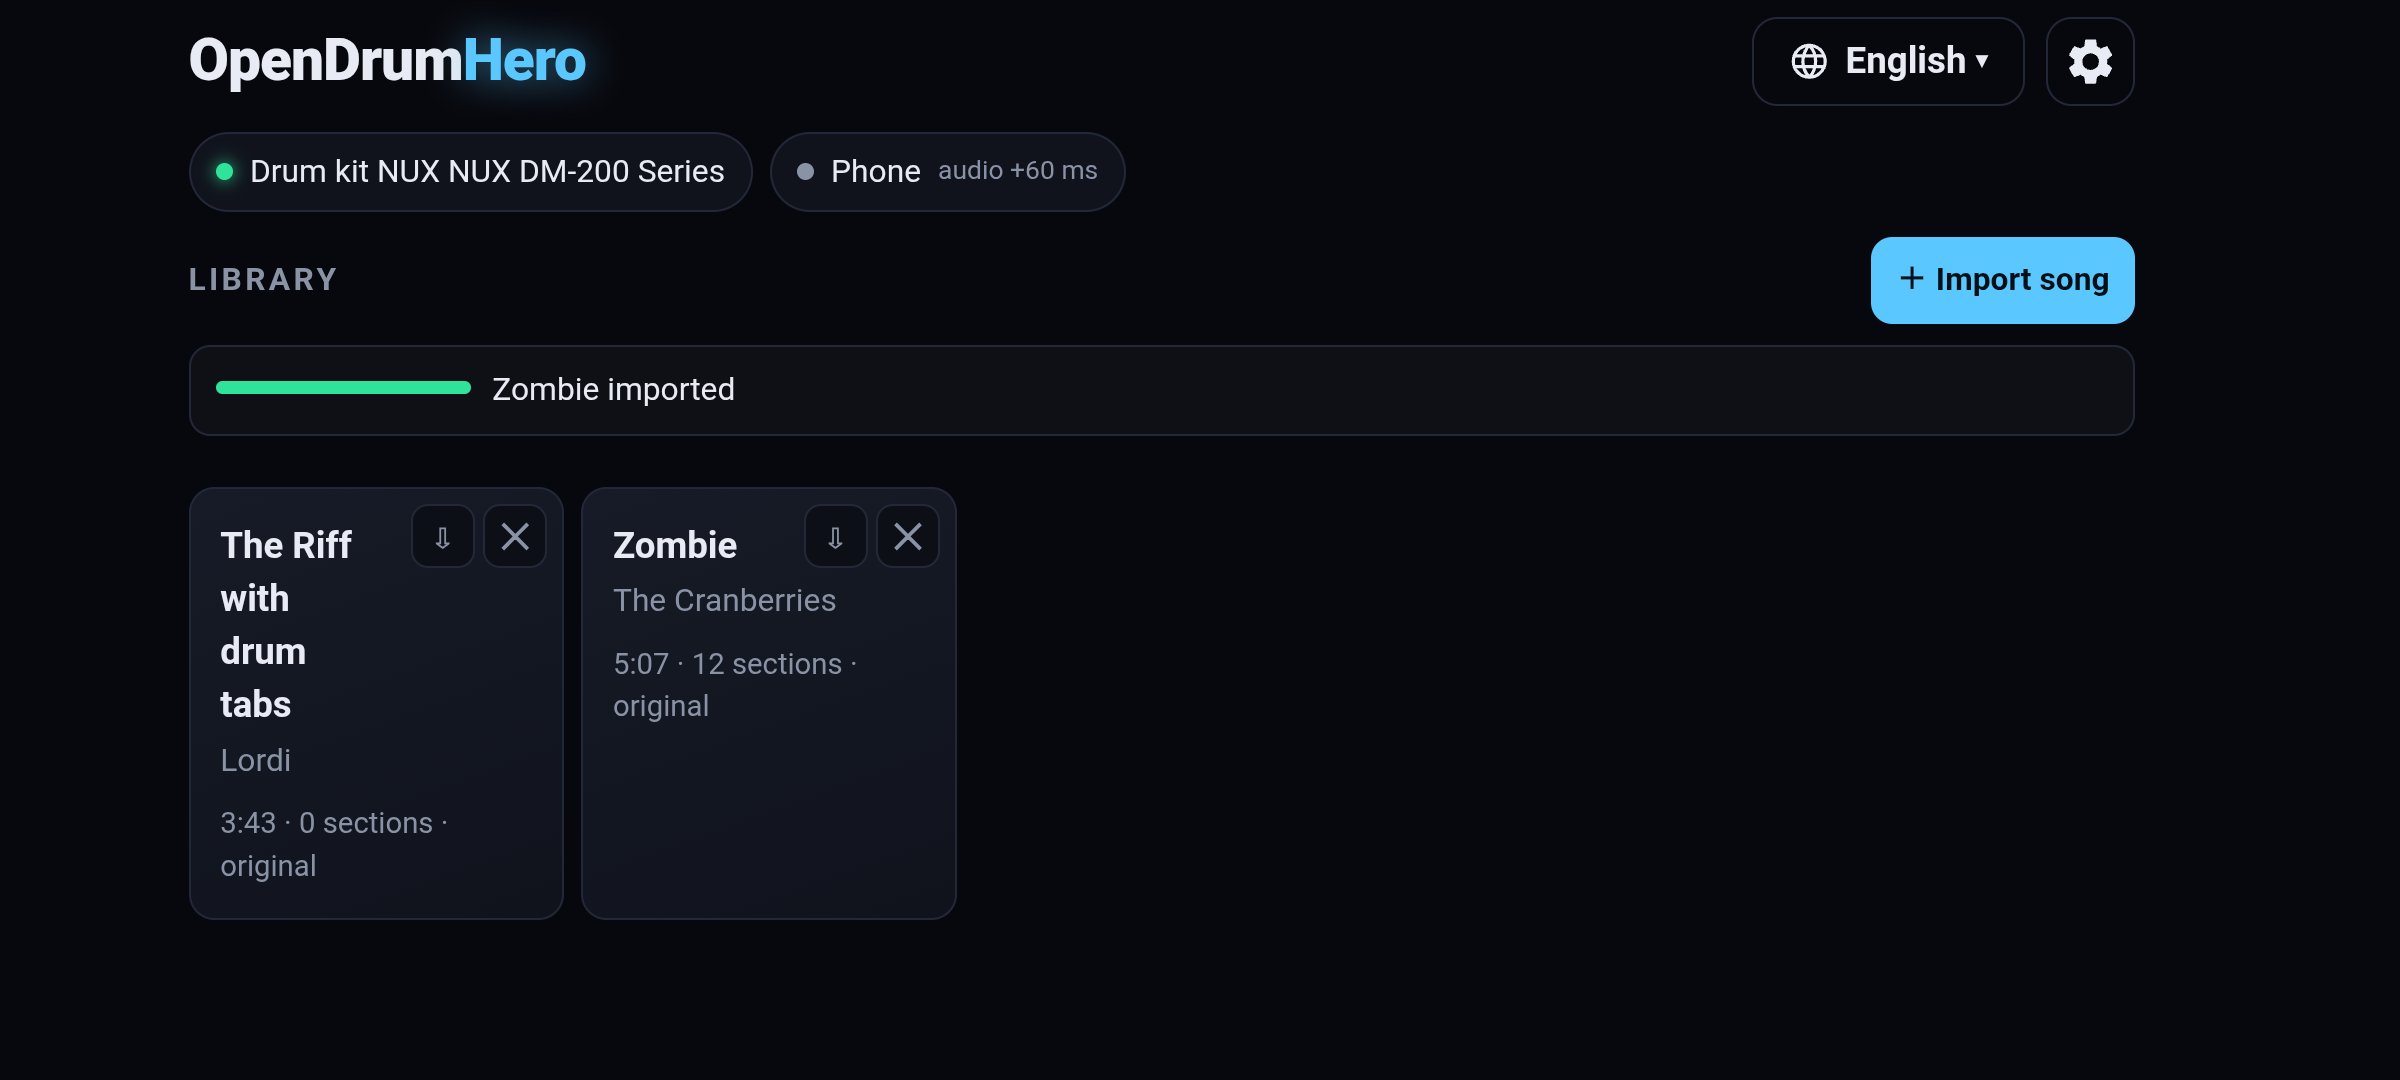 OpenDrumHero
English ▾
Drum kit NUX NUX DM-200 Series
Phone audio +60 ms
LIBRARY
+ Import song
Zombie imported
The Riff
with
drum
tabs
Lordi
3:43 · 0 sections ·
original
Zombie
The Cranberries
5:07 · 12 sections ·
original